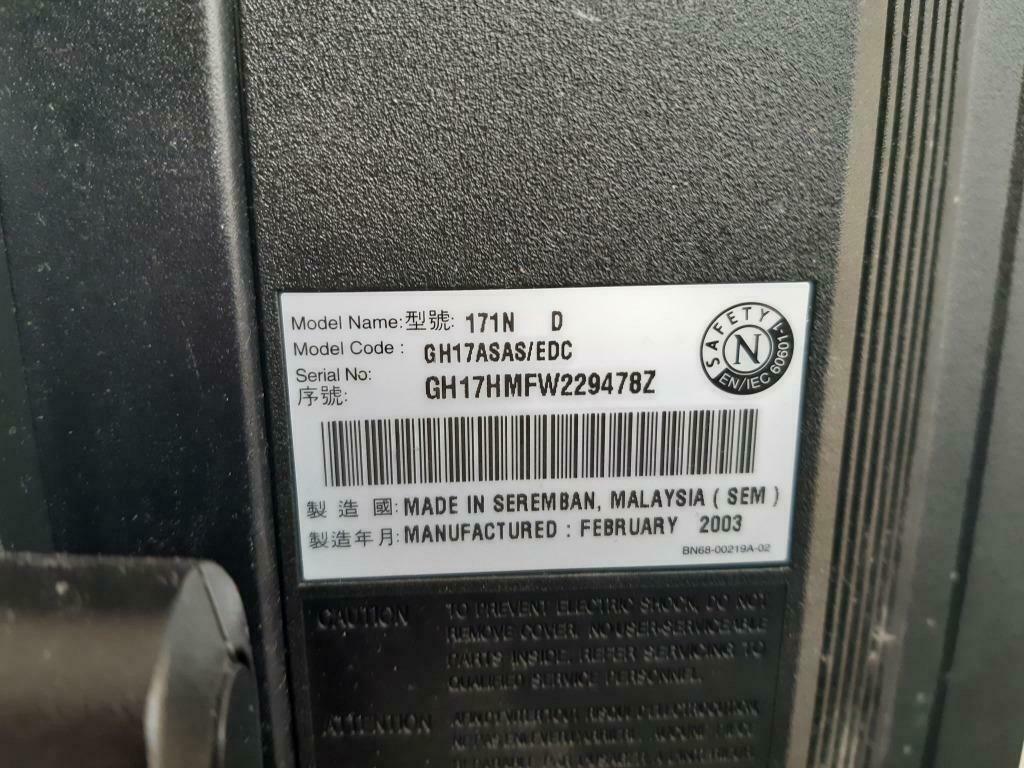 Model Name:型號: 171N D
Model Code : GH17ASAS/EDC
Serial No:
序號: GH17HMFW229478Z
SAFETY
N
EN/IEC 60601-1
製造國: MADE IN SEREMBAN, MALAYSIA ( SEM )
製造年月: MANUFACTURED : FEBRUARY 2003
BN68-00219A-02
CAUTION
TO PREVENT ELECTRIC SHOCK, DO NOT
REMOVE COVER. NO USER-SERVICEABLE
PARTS INSIDE. REFER SERVICING TO
QUALIFIED SERVICE PERSONNEL.
ATTENTION